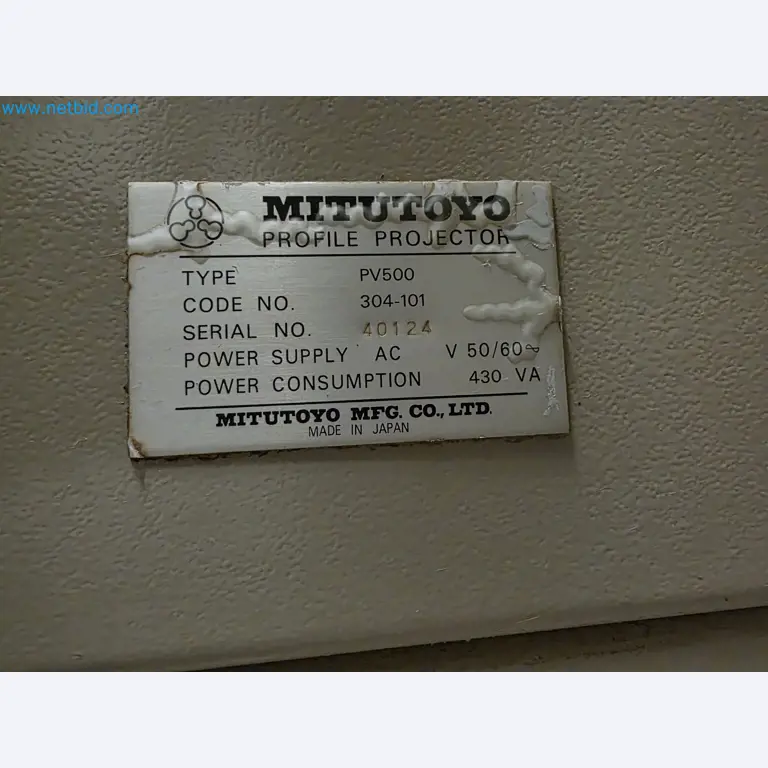 www.netbid.com
MITUTOYO
PROFILE PROJECTOR
TYPE PV500
CODE NO. 304-101
SERIAL NO. 40124
POWER SUPPLY AC V 50/60~
POWER CONSUMPTION 430 VA
MITUTOYO MFG. CO., LTD.
MADE IN JAPAN